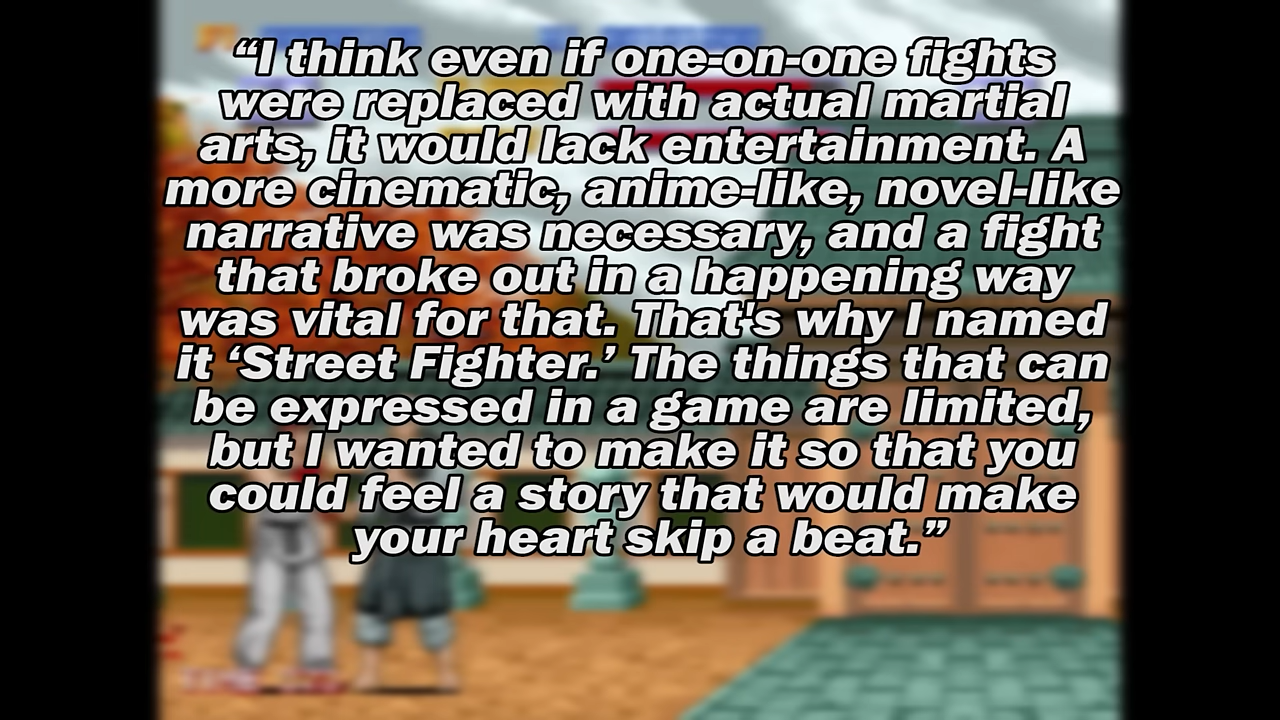 “I think even if one-on-one fights
were replaced with actual martial
arts, it would lack entertainment. A
more cinematic, anime-like, novel-like
narrative was necessary, and a fight
that broke out in a happening way
was vital for that. That's why I named
it ‘Street Fighter.’ The things that can
be expressed in a game are limited,
but I wanted to make it so that you
could feel a story that would make
your heart skip a beat.”